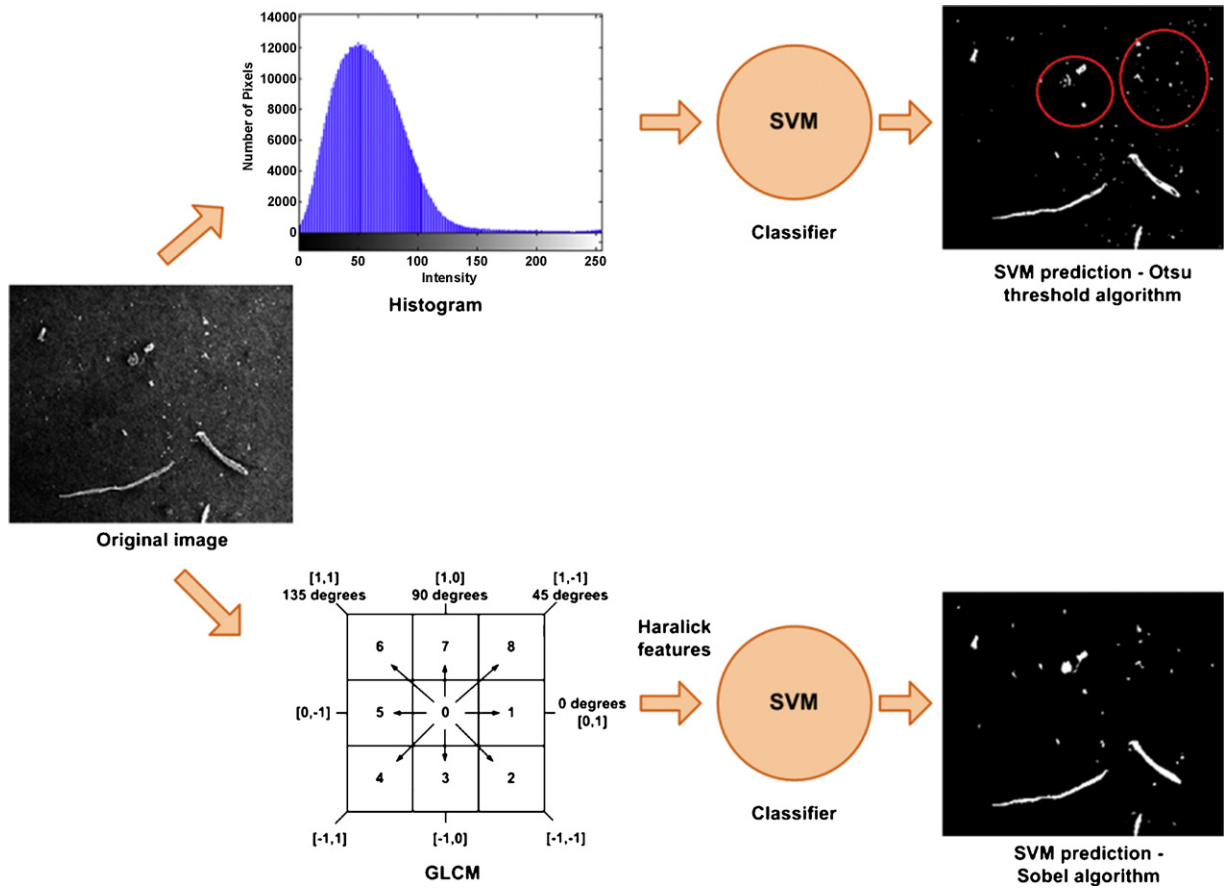 14000
12000
10000
8000
6000
4000
2000
0
Number of Pixels
0 50 100 150 200 250
Intensity
Histogram
SVM
Classifier
SVM prediction - Otsu
threshold algorithm
Original image
[1,1]
135 degrees
[1,0]
90 degrees
[1,-1]
45 degrees
6 7 8
[0,-1]
5 0 1
0 degrees
[0,1]
4 3 2
[-1,1]
[-1,0]
[-1,-1]
GLCM
Haralick
features
SVM
Classifier
SVM prediction -
Sobel algorithm